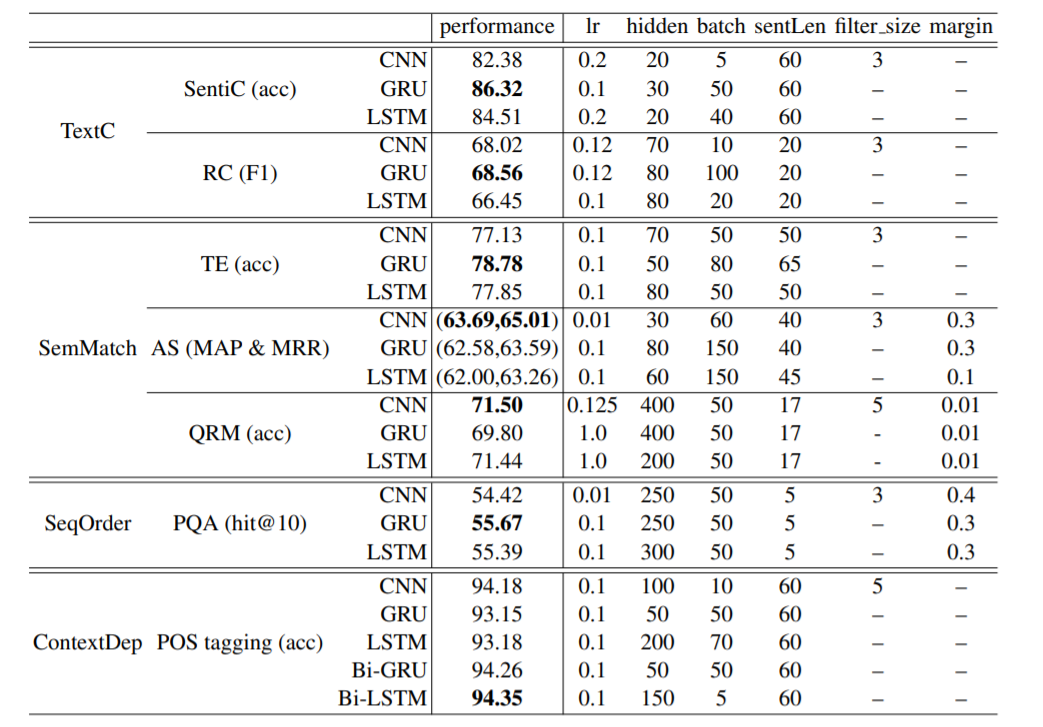 performance lr hidden batch sentLen filter_size margin
CNN 82.38 0.2 20 5 60 3 –
SentiC (acc) GRU 86.32 0.1 30 50 60 – –
LSTM 84.51 0.2 20 40 60 – –
TextC
CNN 68.02 0.12 70 10 20 3 –
RC (F1) GRU 68.56 0.12 80 100 20 – –
LSTM 66.45 0.1 80 20 20 – –
CNN 77.13 0.1 70 50 50 3 –
TE (acc) GRU 78.78 0.1 50 80 65 – –
LSTM 77.85 0.1 80 50 50 – –
CNN (63.69,65.01) 0.01 30 60 40 3 0.3
SemMatch AS (MAP & MRR) GRU (62.58,63.59) 0.1 80 150 40 – 0.3
LSTM (62.00,63.26) 0.1 60 150 45 – 0.1
CNN 71.50 0.125 400 50 17 5 0.01
QRM (acc) GRU 69.80 1.0 400 50 17 - 0.01
LSTM 71.44 1.0 200 50 17 - 0.01
CNN 54.42 0.01 250 50 5 3 0.4
SeqOrder PQA (hit@10) GRU 55.67 0.1 250 50 5 – 0.3
LSTM 55.39 0.1 300 50 5 – 0.3
CNN 94.18 0.1 100 10 60 5 –
GRU 93.15 0.1 50 50 60 – –
ContextDep POS tagging (acc) LSTM 93.18 0.1 200 70 60 – –
Bi-GRU 94.26 0.1 50 50 60 – –
Bi-LSTM 94.35 0.1 150 5 60 – –